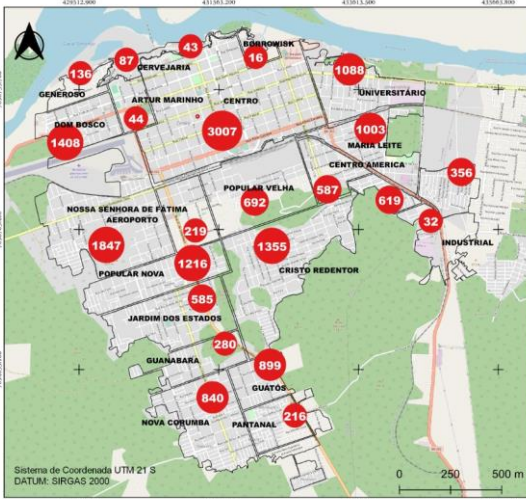 43
BORROWISK
87
16
CERVEJARIA
136
1088
GENEROSO
ARTUR MARINHO
CENTRO
UNIVERSITÁRIO
44
DOM BOSCO
3007
1003
1408
MARIA LEITE
CENTRO AMERICA
356
POPULAR VELHA
587
692
619
NOSSA SENHORA DE FÁTIMA
AEROPORTO
219
32
1847
1355
INDUSTRIAL
POPULAR NOVA
1216
CRISTO REDENTOR
585
JARDIM DOS ESTADOS
280
GUANABARA
899
GUATÓS
840
216
NOVA CORUMBA
PANTANAL
Sistema de Coordenada UTM 21 S
DATUM: SIRGAS 2000
0 250 500 m